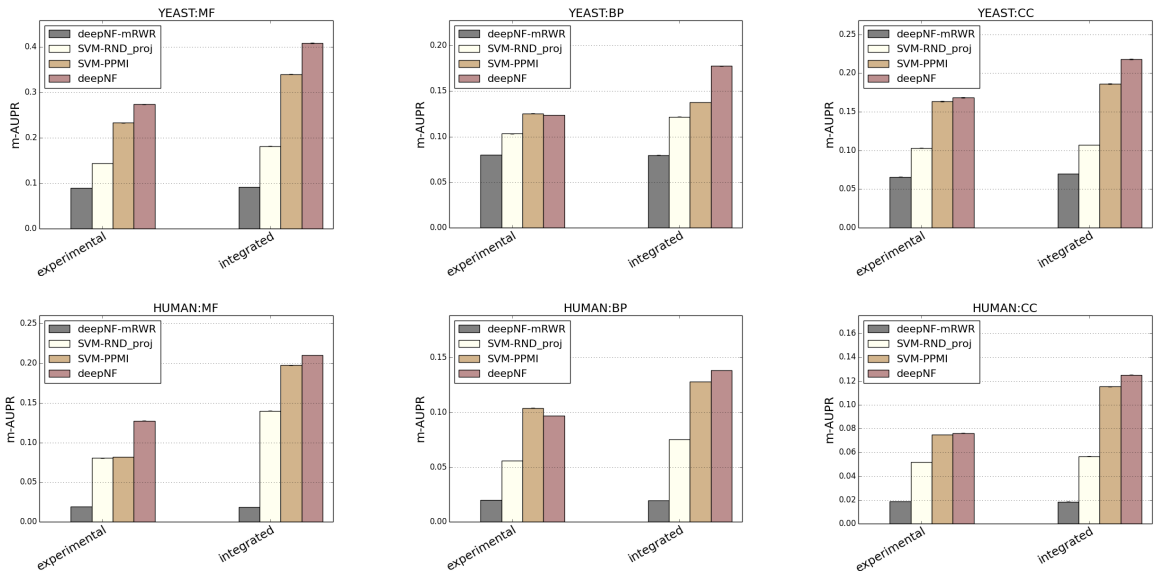 YEAST:MF
deepNF-mRWR
SVM-RND_proj
SVM-PPMI
deepNF
m-AUPR
0.4
0.3
0.2
0.1
0.0
experimental
integrated
YEAST:BP
deepNF-mRWR
SVM-RND_proj
SVM-PPMI
deepNF
m-AUPR
0.20
0.15
0.10
0.05
0.00
experimental
integrated
YEAST:CC
deepNF-mRWR
SVM-RND_proj
SVM-PPMI
deepNF
m-AUPR
0.25
0.20
0.15
0.10
0.05
0.00
experimental
integrated
HUMAN:MF
deepNF-mRWR
SVM-RND_proj
SVM-PPMI
deepNF
m-AUPR
0.25
0.20
0.15
0.10
0.05
0.00
experimental
integrated
HUMAN:BP
deepNF-mRWR
SVM-RND_proj
SVM-PPMI
deepNF
m-AUPR
0.15
0.10
0.05
0.00
experimental
integrated
HUMAN:CC
deepNF-mRWR
SVM-RND_proj
SVM-PPMI
deepNF
m-AUPR
0.16
0.14
0.12
0.10
0.08
0.06
0.04
0.02
0.00
experimental
integrated